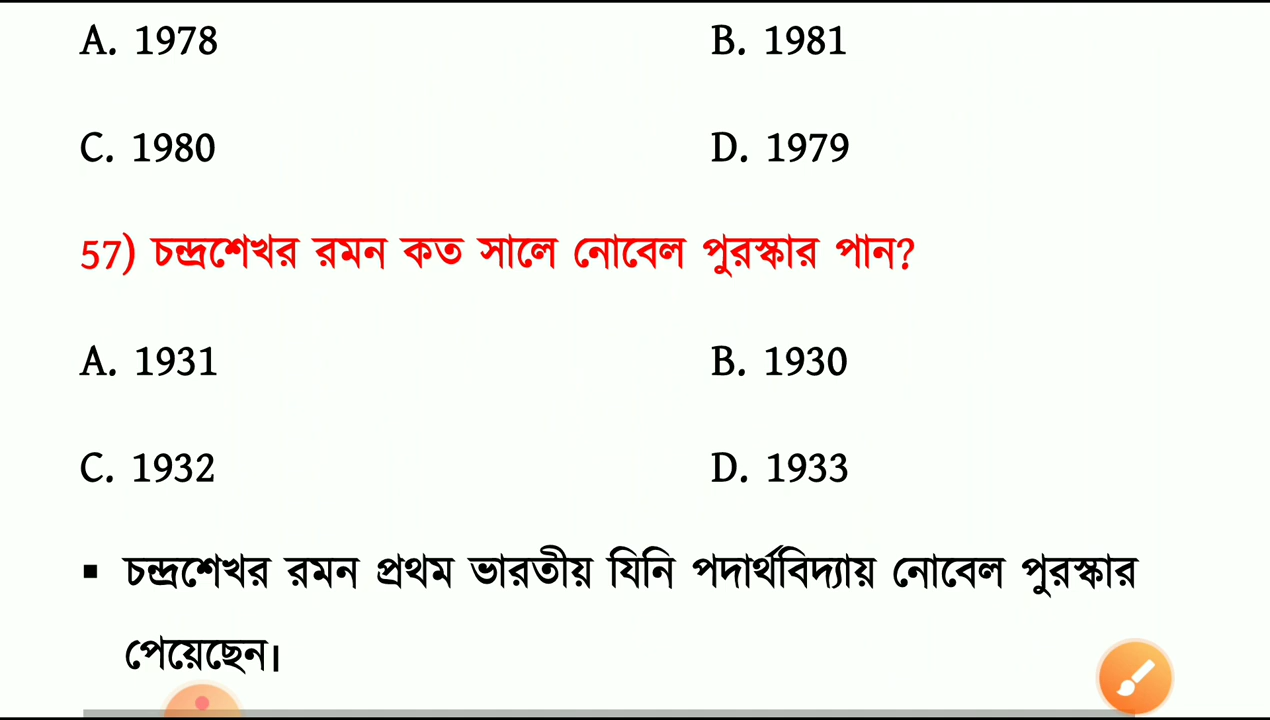 A. 1978 B. 1981
C. 1980 D. 1979
57) চন্দ্রশেখর রমন কত সালে নোবেল পুরস্কার পান?
A. 1931 B. 1930
C. 1932 D. 1933
▪ চন্দ্রশেখর রমন প্রথম ভারতীয় যিনি পদার্থবিদ্যায় নোবেল পুরস্কার
পেয়েছেন।